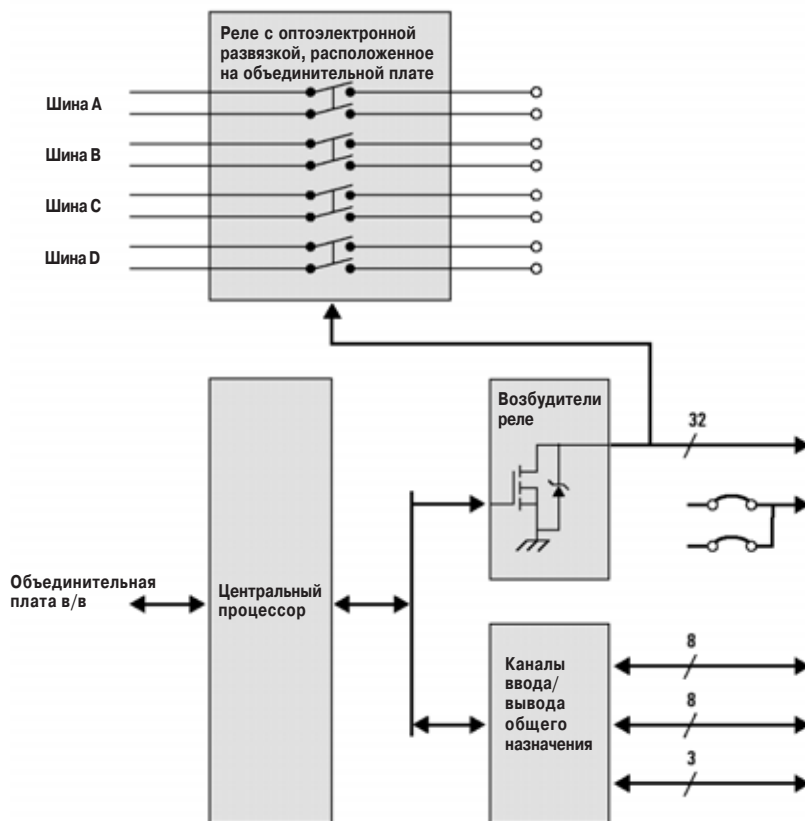 Реле с оптоэлектронной
развязкой, расположенное
на объединительной плате
Шина A
Шина B
Шина C
Шина D
Возбудители
реле
32
Объединительная
плата в/в
Центральный
процессор
Каналы
ввода/
вывода
общего
назначения
8
8
3